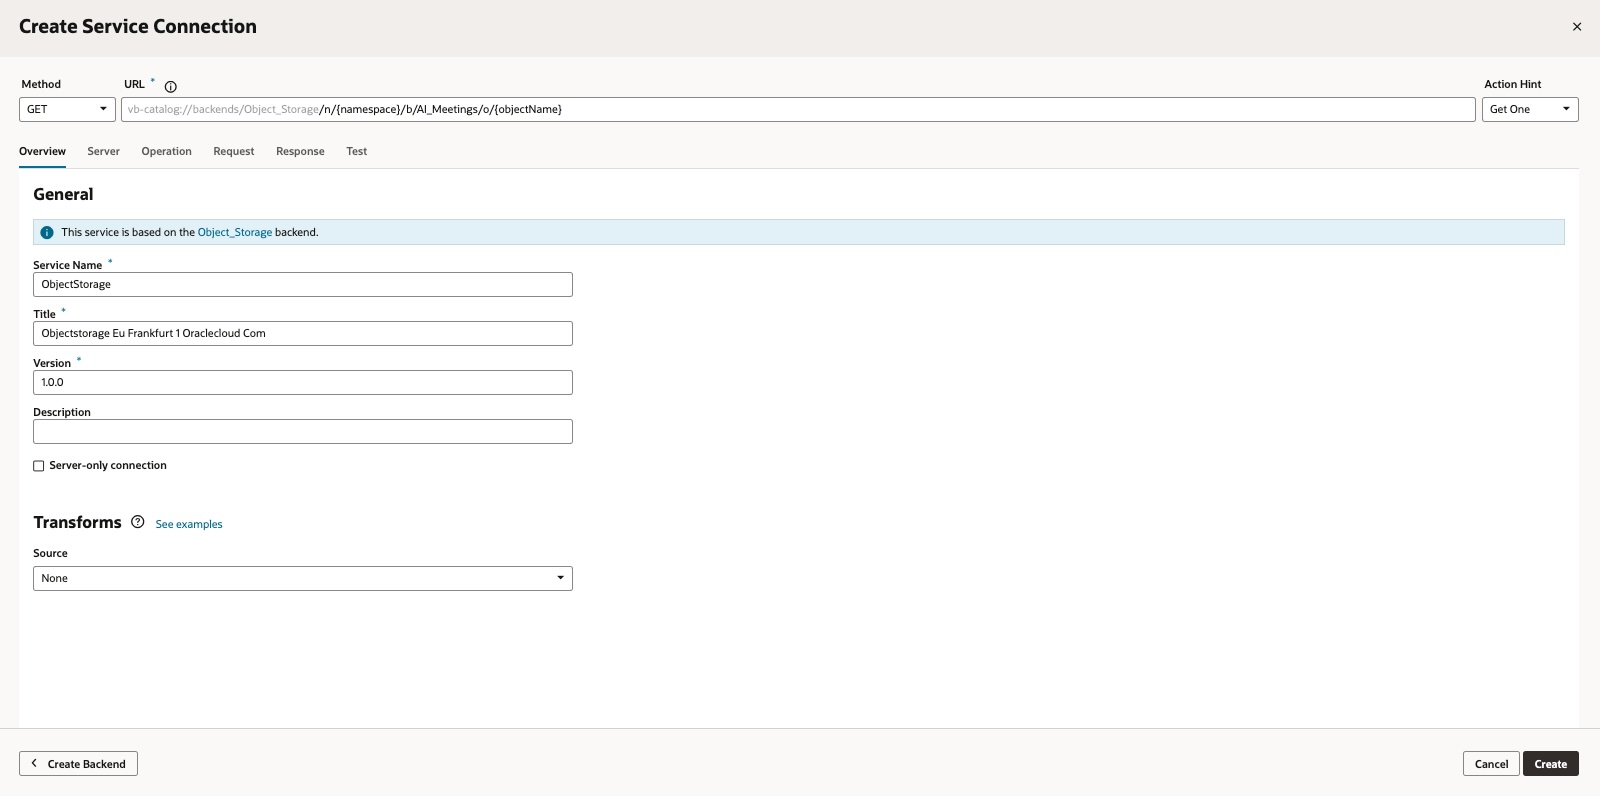 Create Service Connection
Method
URL *
Action Hint
GET
vb-catalog://backends/Object_Storage/n/{namespace}/b/AI_Meetings/o/{objectName}
Get One
Overview
Server
Operation
Request
Response
Test
General
This service is based on the Object_Storage backend.
Service Name *
ObjectStorage
Title *
Objectstorage Eu Frankfurt 1 Oraclecloud Com
Version *
1.0.0
Description
Server-only connection
Transforms
See examples
Source
None
Create Backend
Cancel
Create